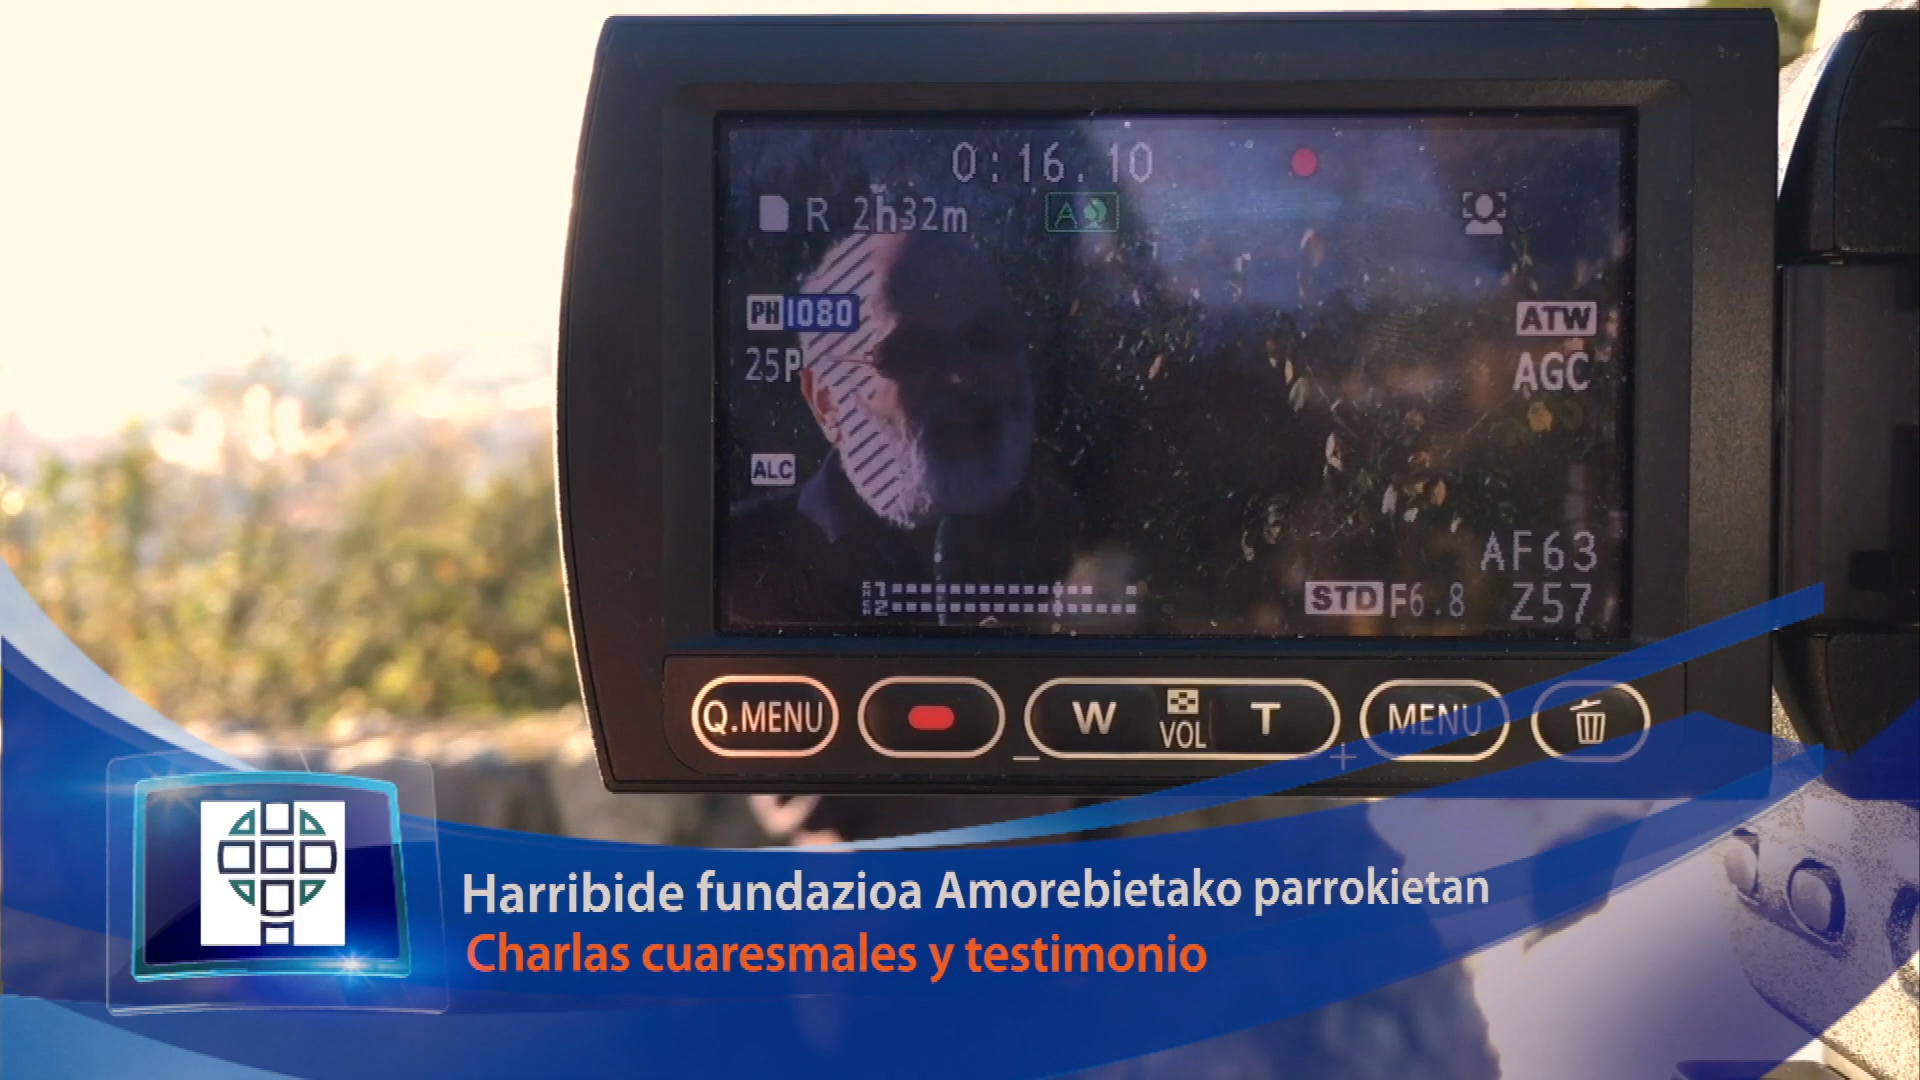 0:16.10
R 2h32m
A
PH 1080
ATW
25P
AGC
ALC
AF63
STD F6.8
Z57
Q.MENU
W
VOL
T
MENU
- +
Harribide fundazioa Amorebietako parrokietan
Charlas cuaresmales y testimonio